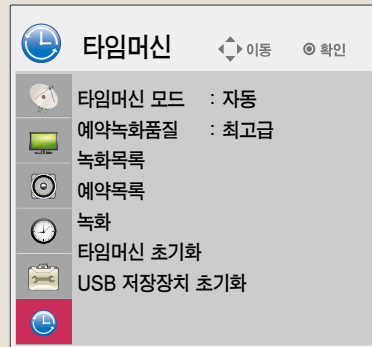 타임머신 이동 확인
타임머신 모드 : 자동
예약녹화품질 : 최고급
녹화목록
예약목록
녹화
타임머신 초기화
USB 저장장치 초기화